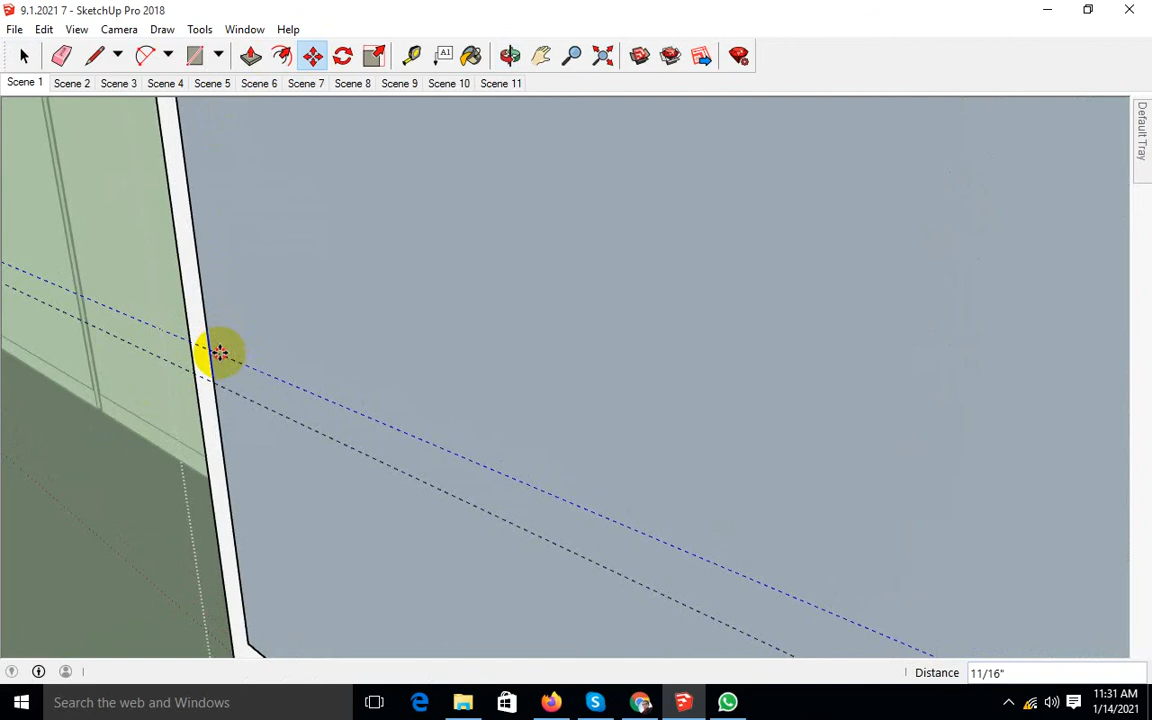 9.1.2021 7 - SketchUp Pro 2018
File Edit View Camera Draw Tools Window Help
A1
Scene 1 Scene 2 Scene 3 Scene 4 Scene 5 Scene 6 Scene 7 Scene 8 Scene 9 Scene 10 Scene 11
Default Tray
Distance 11/16"
Search the web and Windows
11:31 AM
1/14/2021